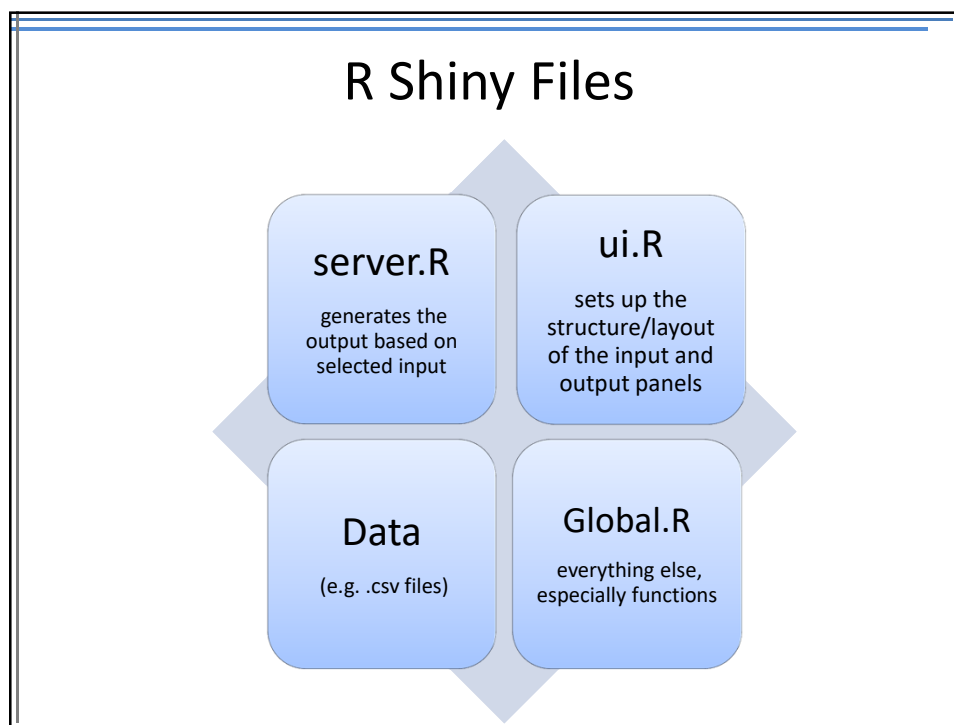 R Shiny Files
server.R
generates the
output based on
selected input
ui.R
sets up the
structure/layout
of the input and
output panels
Data
(e.g. .csv files)
Global.R
everything else,
especially functions